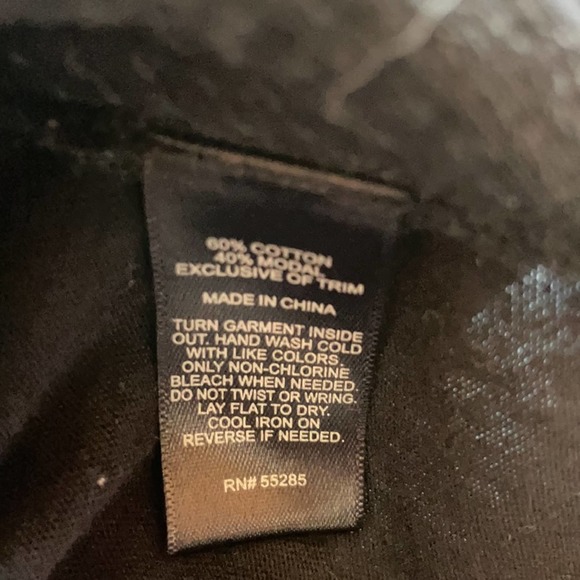 60% COTTON
40% MODAL
EXCLUSIVE OF TRIM
MADE IN CHINA
TURN GARMENT INSIDE
OUT. HAND WASH COLD
WITH LIKE COLORS.
ONLY NON-CHLORINE
BLEACH WHEN NEEDED.
DO NOT TWIST OR WRING.
LAY FLAT TO DRY.
COOL IRON ON
REVERSE IF NEEDED.
RN# 55285